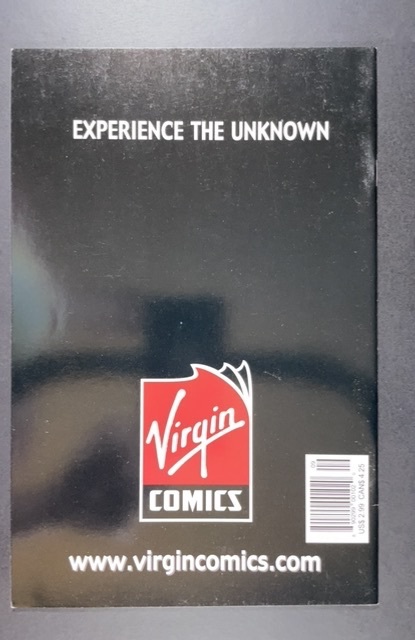 EXPERIENCE THE UNKNOWN
Virgin
COMICS
US$ 2.99 CAN$ 4.25
www.virgincomics.com